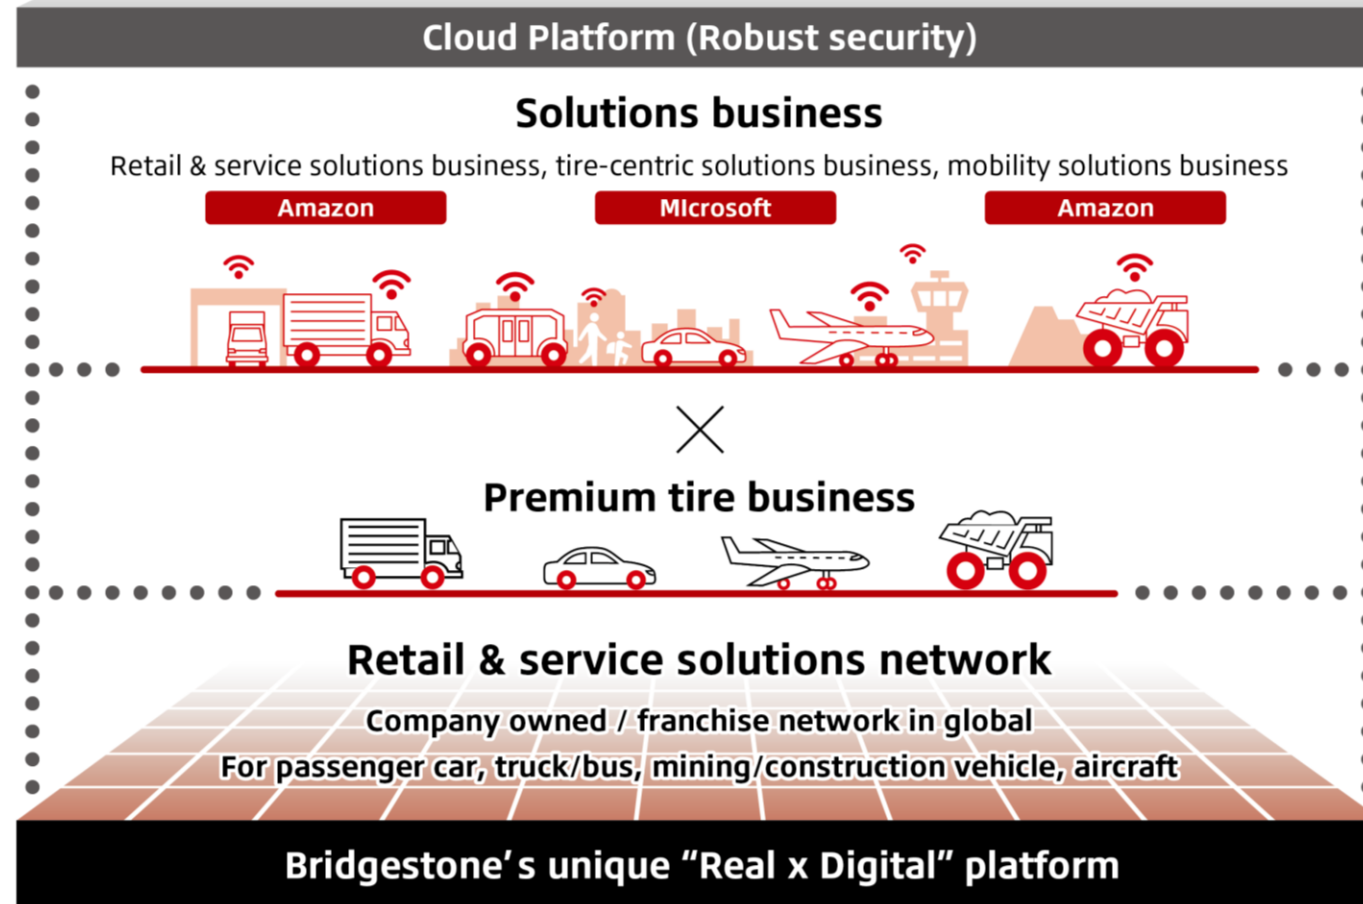 Cloud Platform (Robust security)
Solutions business
Retail & service solutions business, tire-centric solutions business, mobility solutions business
Amazon
MIcrosoft
Amazon
Premium tire business
Retail & service solutions network
Company owned / franchise network in global
For passenger car, truck/bus, mining/construction vehicle, aircraft
Bridgestone’s unique “Real x Digital” platform